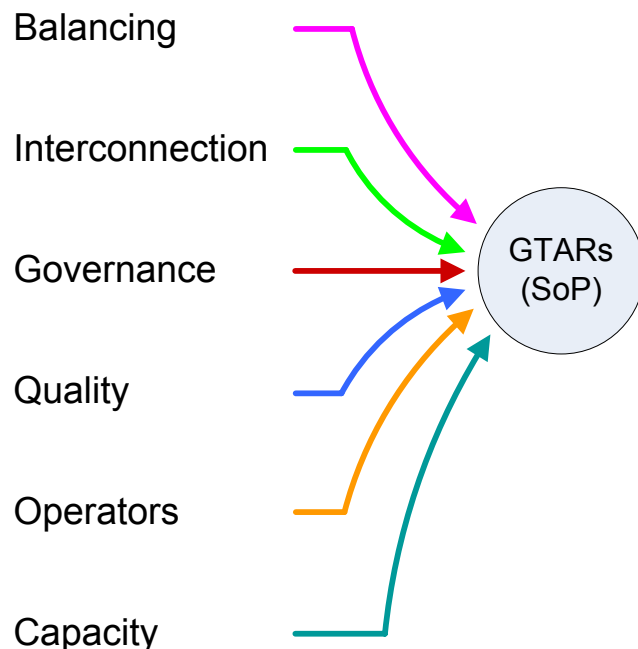 Balancing
Interconnection
Governance
Quality
Operators
Capacity
GTARs
(SoP)